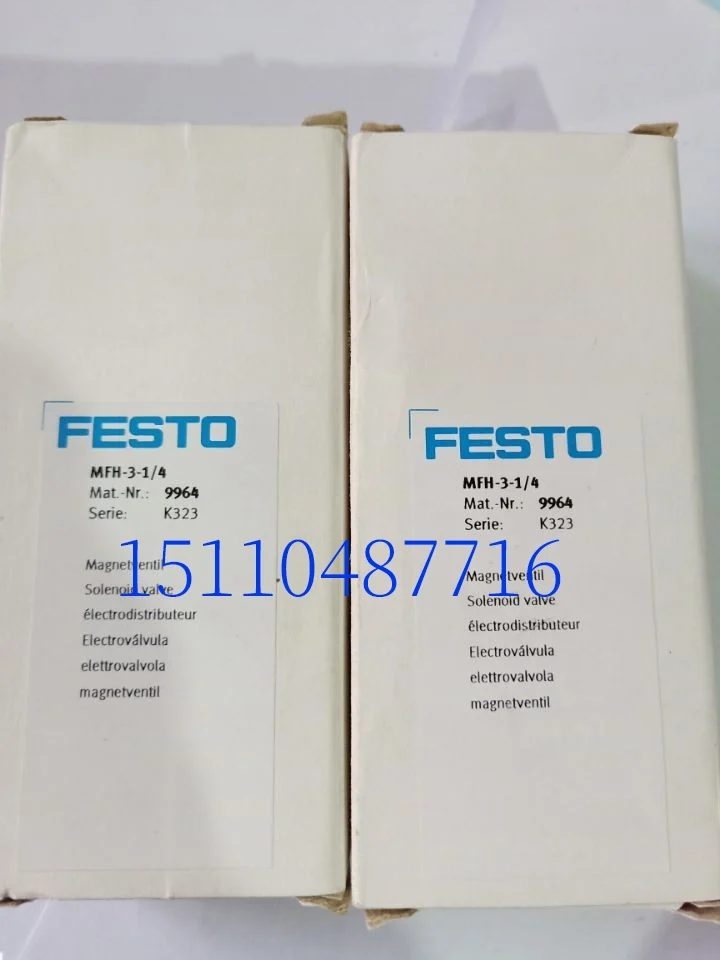 FESTO
MFH-3-1/4
Mat.-Nr.: 9964
Serie: K323
Magnetventil
Solenoid valve
électrodistributeur
Electroválvula
elettrovalvola
magnetventil
FESTO
MFH-3-1/4
Mat.-Nr.: 9964
Serie: K323
Magnetventil
Solenoid valve
électrodistributeur
Electroválvula
elettrovalvola
magnetventil
15110487716